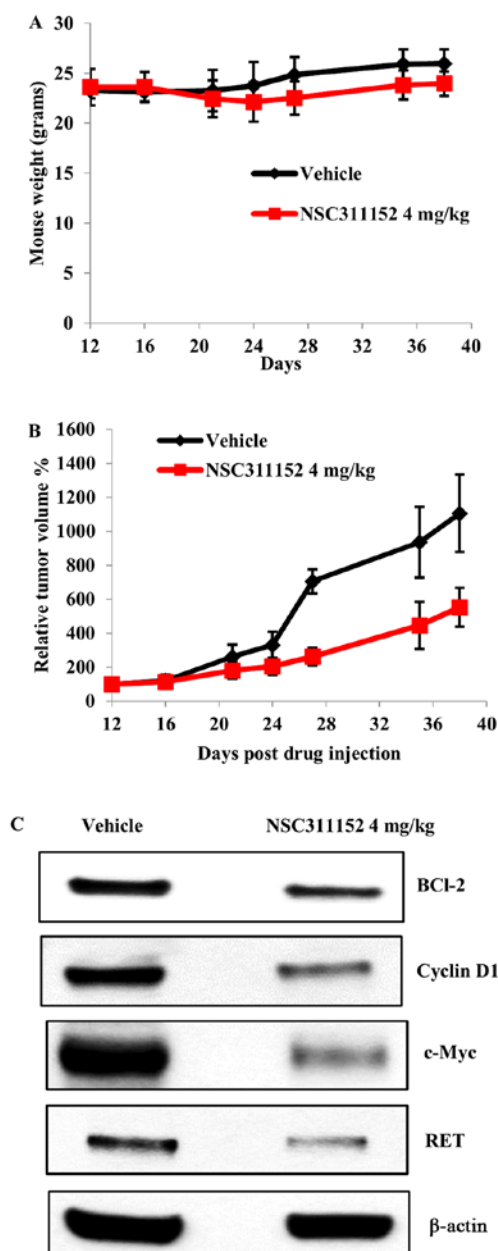 A
30
25
20
15
10
5
0
Mouse weight (grams)
Vehicle
NSC311152 4 mg/kg
12 16 20 24 28 32 36 40
Days
B
1600
1400
1200
1000
800
600
400
200
0
Relative tumor volume %
Vehicle
NSC311152 4 mg/kg
12 16 20 24 28 32 36 40
Days post drug injection
C
Vehicle NSC311152 4 mg/kg
BCl-2
Cyclin D1
c-Myc
RET
β-actin